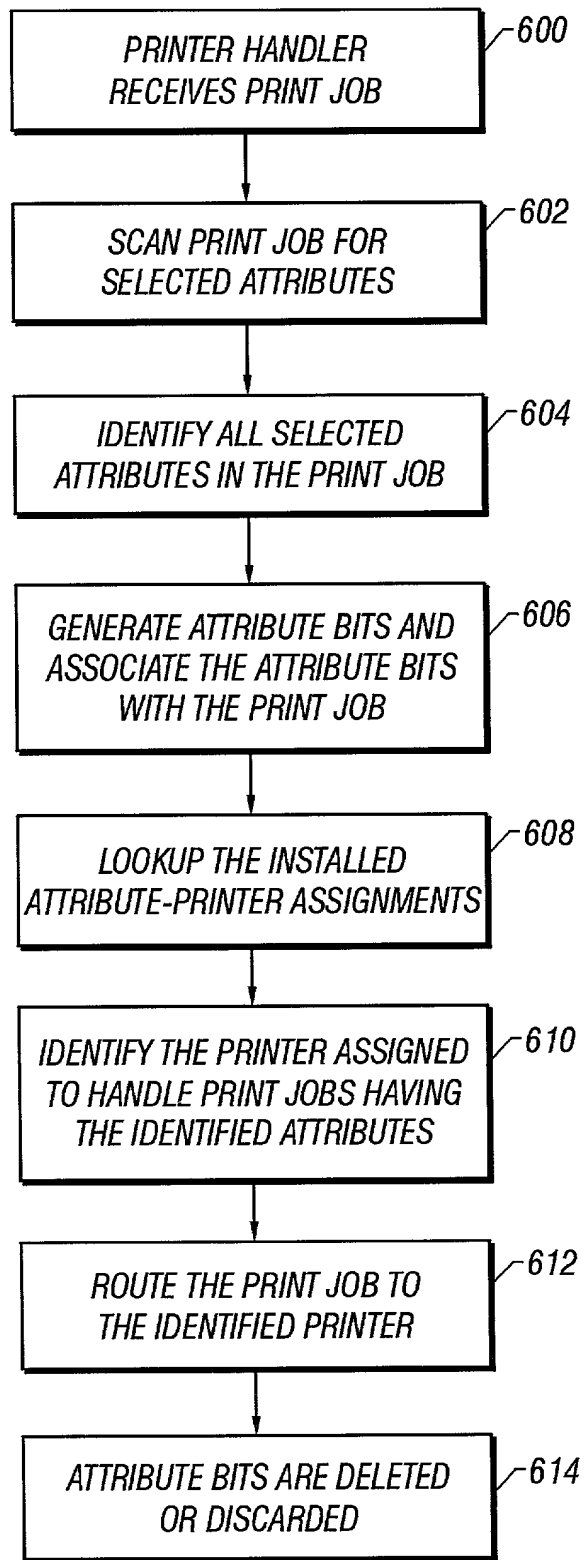 PRINTER HANDLER
RECEIVES PRINT JOB
600
SCAN PRINT JOB FOR
SELECTED ATTRIBUTES
602
IDENTIFY ALL SELECTED
ATTRIBUTES IN THE PRINT JOB
604
GENERATE ATTRIBUTE BITS AND
ASSOCIATE THE ATTRIBUTE BITS
WITH THE PRINT JOB
606
LOOKUP THE INSTALLED
ATTRIBUTE-PRINTER ASSIGNMENTS
608
IDENTIFY THE PRINTER ASSIGNED
TO HANDLE PRINT JOBS HAVING
THE IDENTIFIED ATTRIBUTES
610
ROUTE THE PRINT JOB TO
THE IDENTIFIED PRINTER
612
ATTRIBUTE BITS ARE DELETED
OR DISCARDED
614